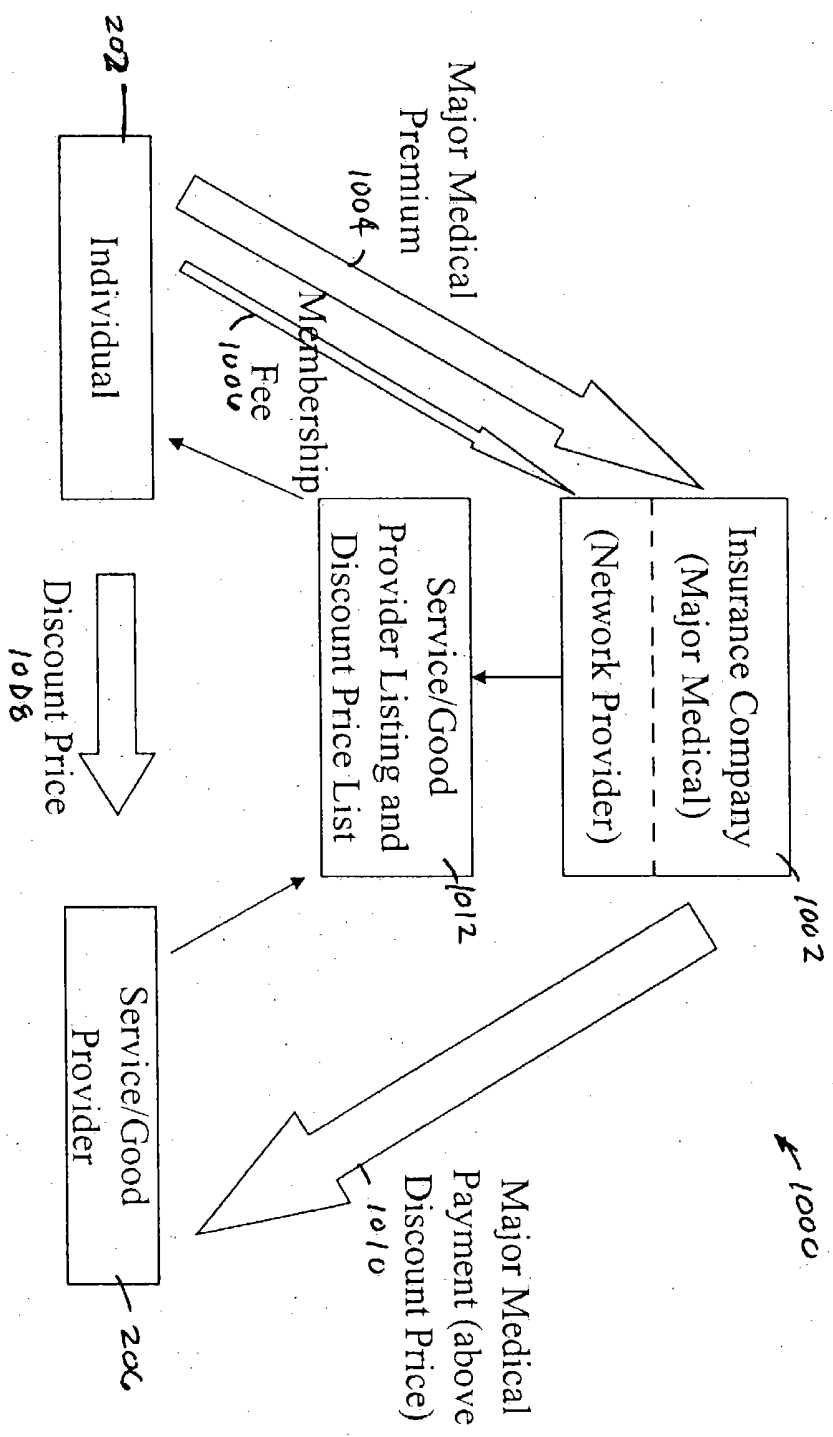 1000
Insurance Company
(Major Medical)
(Network Provider)
1002
Major Medical
Premium
1004
Membership
Fee
1006
Service/Good
Provider Listing and
Discount Price List
1012
Major Medical
Payment (above
Discount Price)
1010
202
Individual
Discount Price
1008
Service/Good
Provider
206